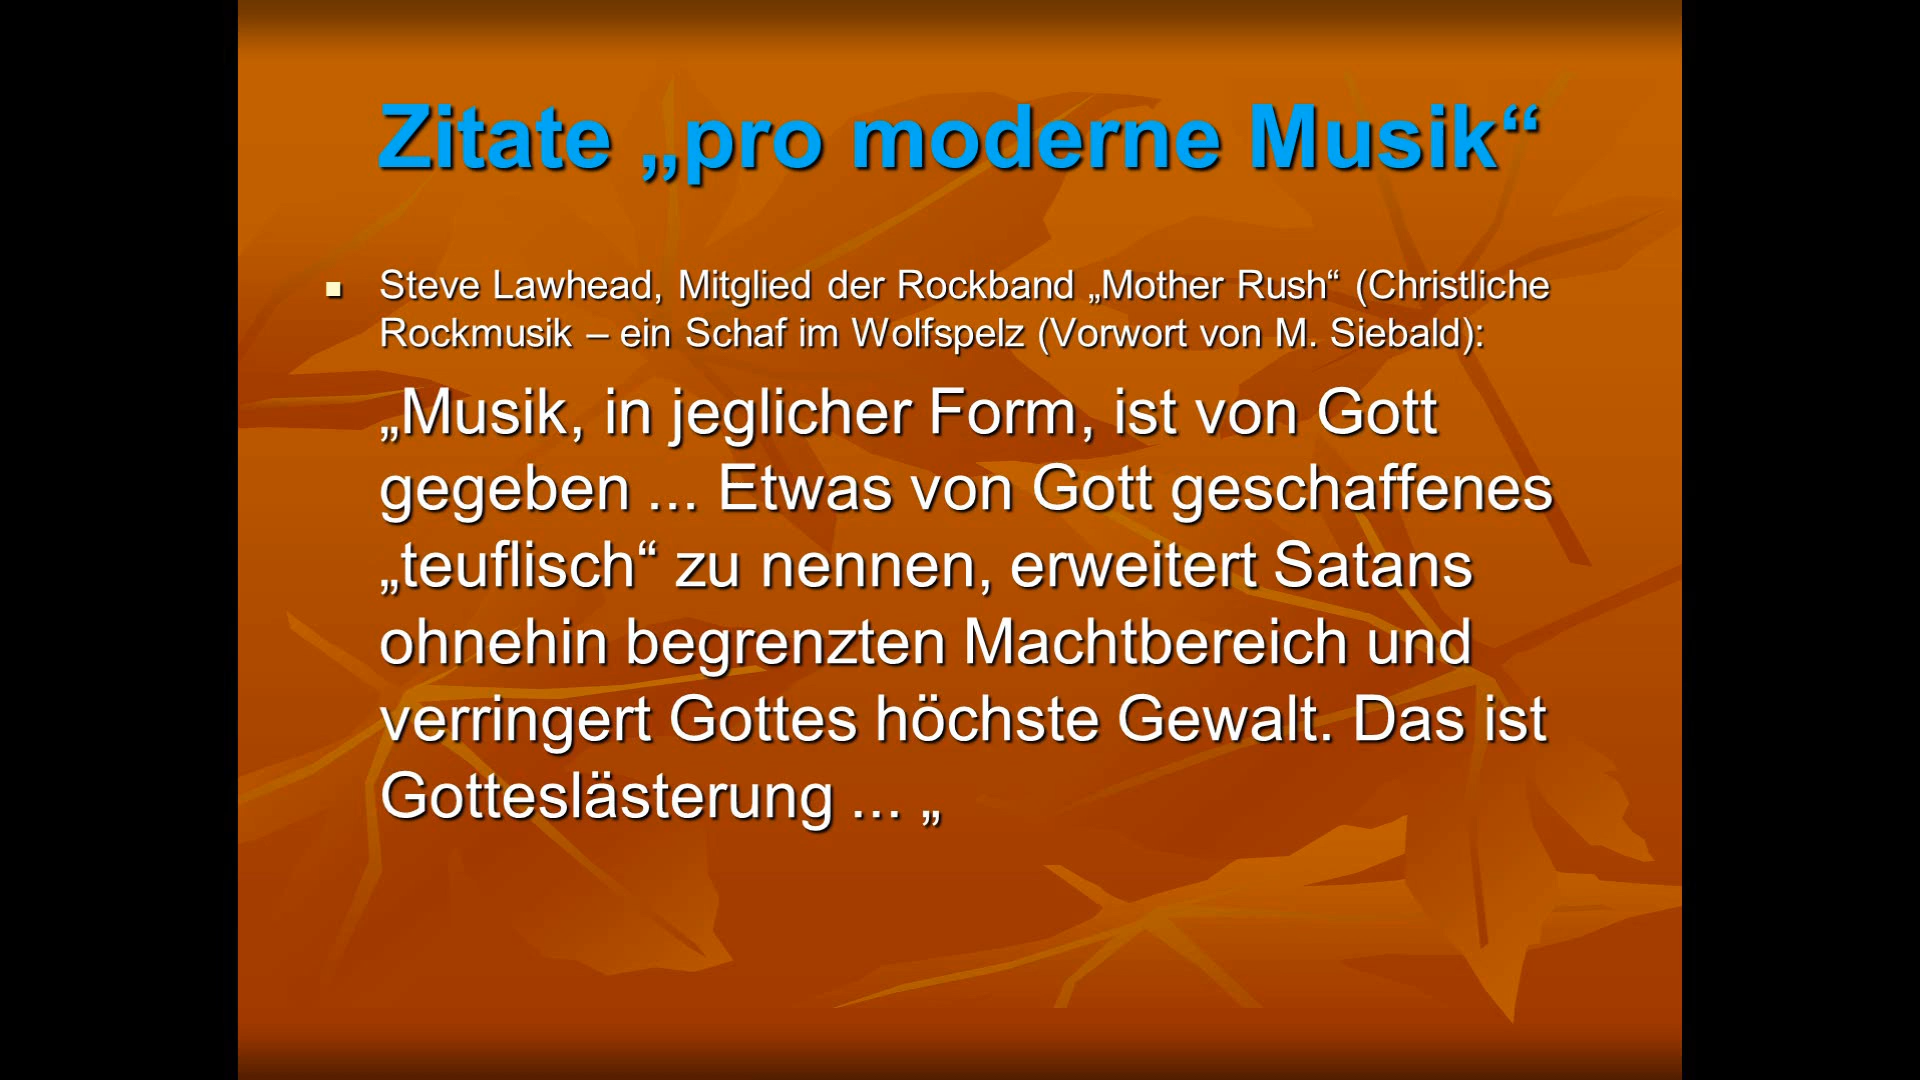 Zitate „pro moderne Musik“
Steve Lawhead, Mitglied der Rockband „Mother Rush“ (Christliche
Rockmusik – ein Schaf im Wolfspelz (Vorwort von M. Siebald):
„Musik, in jeglicher Form, ist von Gott
gegeben ... Etwas von Gott geschaffenes
„teuflisch“ zu nennen, erweitert Satans
ohnehin begrenzten Machtbereich und
verringert Gottes höchste Gewalt. Das ist
Gotteslästerung ... „